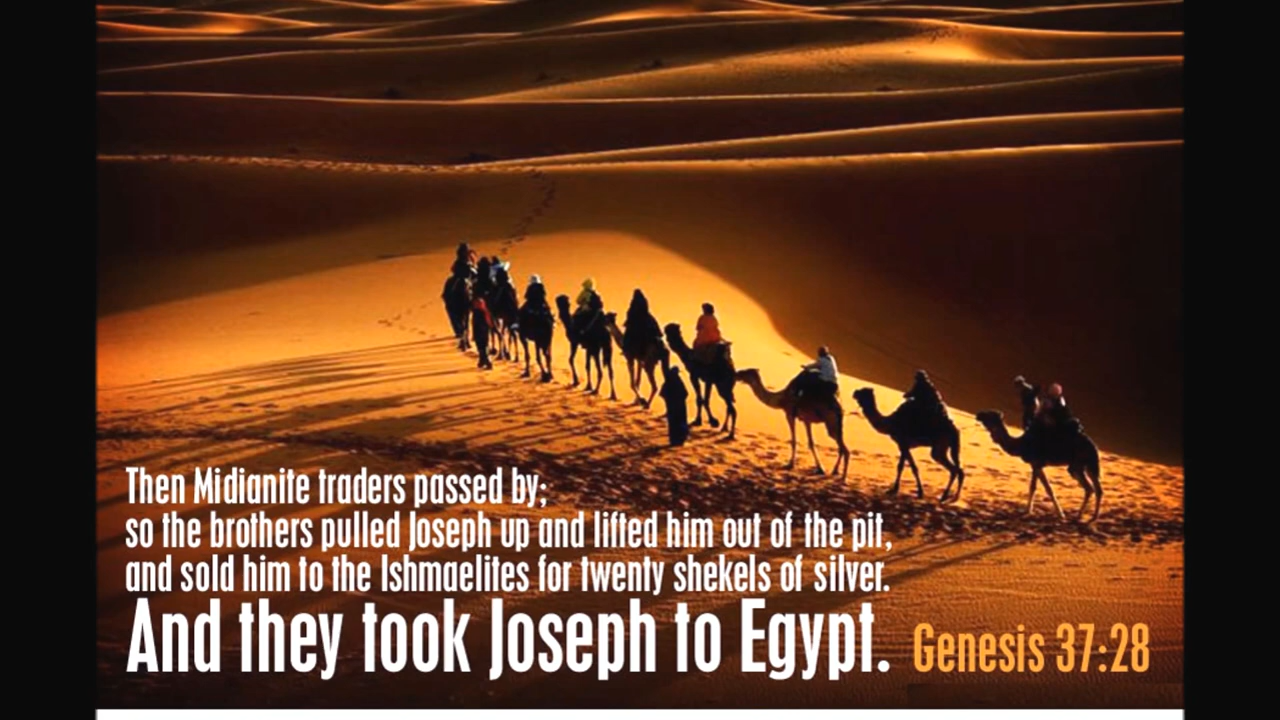 Then Midianite traders passed by;
so the brothers pulled Joseph up and lifted him out of the pit,
and sold him to the Ishmaelites for twenty shekels of silver.
And they took Joseph to Egypt. Genesis 37:28